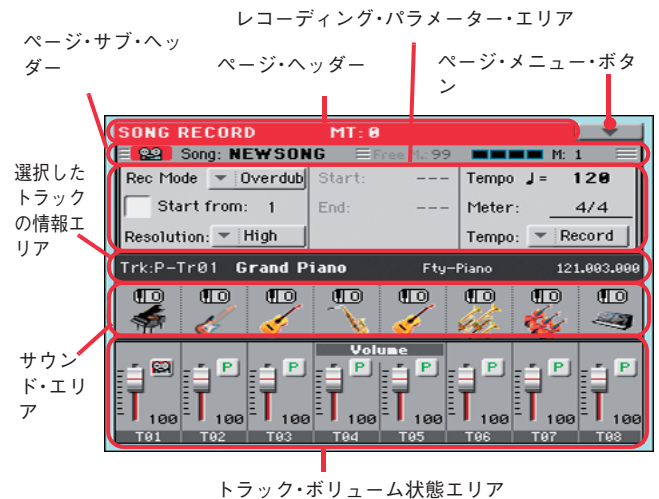 レコーディング・パラメーター・エリア
ページ・サブ・ヘッ
ダー
ページ・ヘッダー
ページ・メニュー・ボタ
ン
SONG RECORD MT:0
Song: NEWSONG Free M.: 99 M: 1
選択した
トラック
の情報エ
リア
Rec Mode Overdub Start: --- Tempo ♩= 120
Start from: 1 End: --- Meter: 4/4
Resolution: High Tempo: Record
Trk:P-Tr01 Grand Piano Fty-Piano 121.003.000
サウン
ド・エリ
ア
Volume
P P P P P P P
100 100 100 100 100 100 100 100
T01 T02 T03 T04 T05 T06 T07 T08
トラック・ボリューム状態エリア